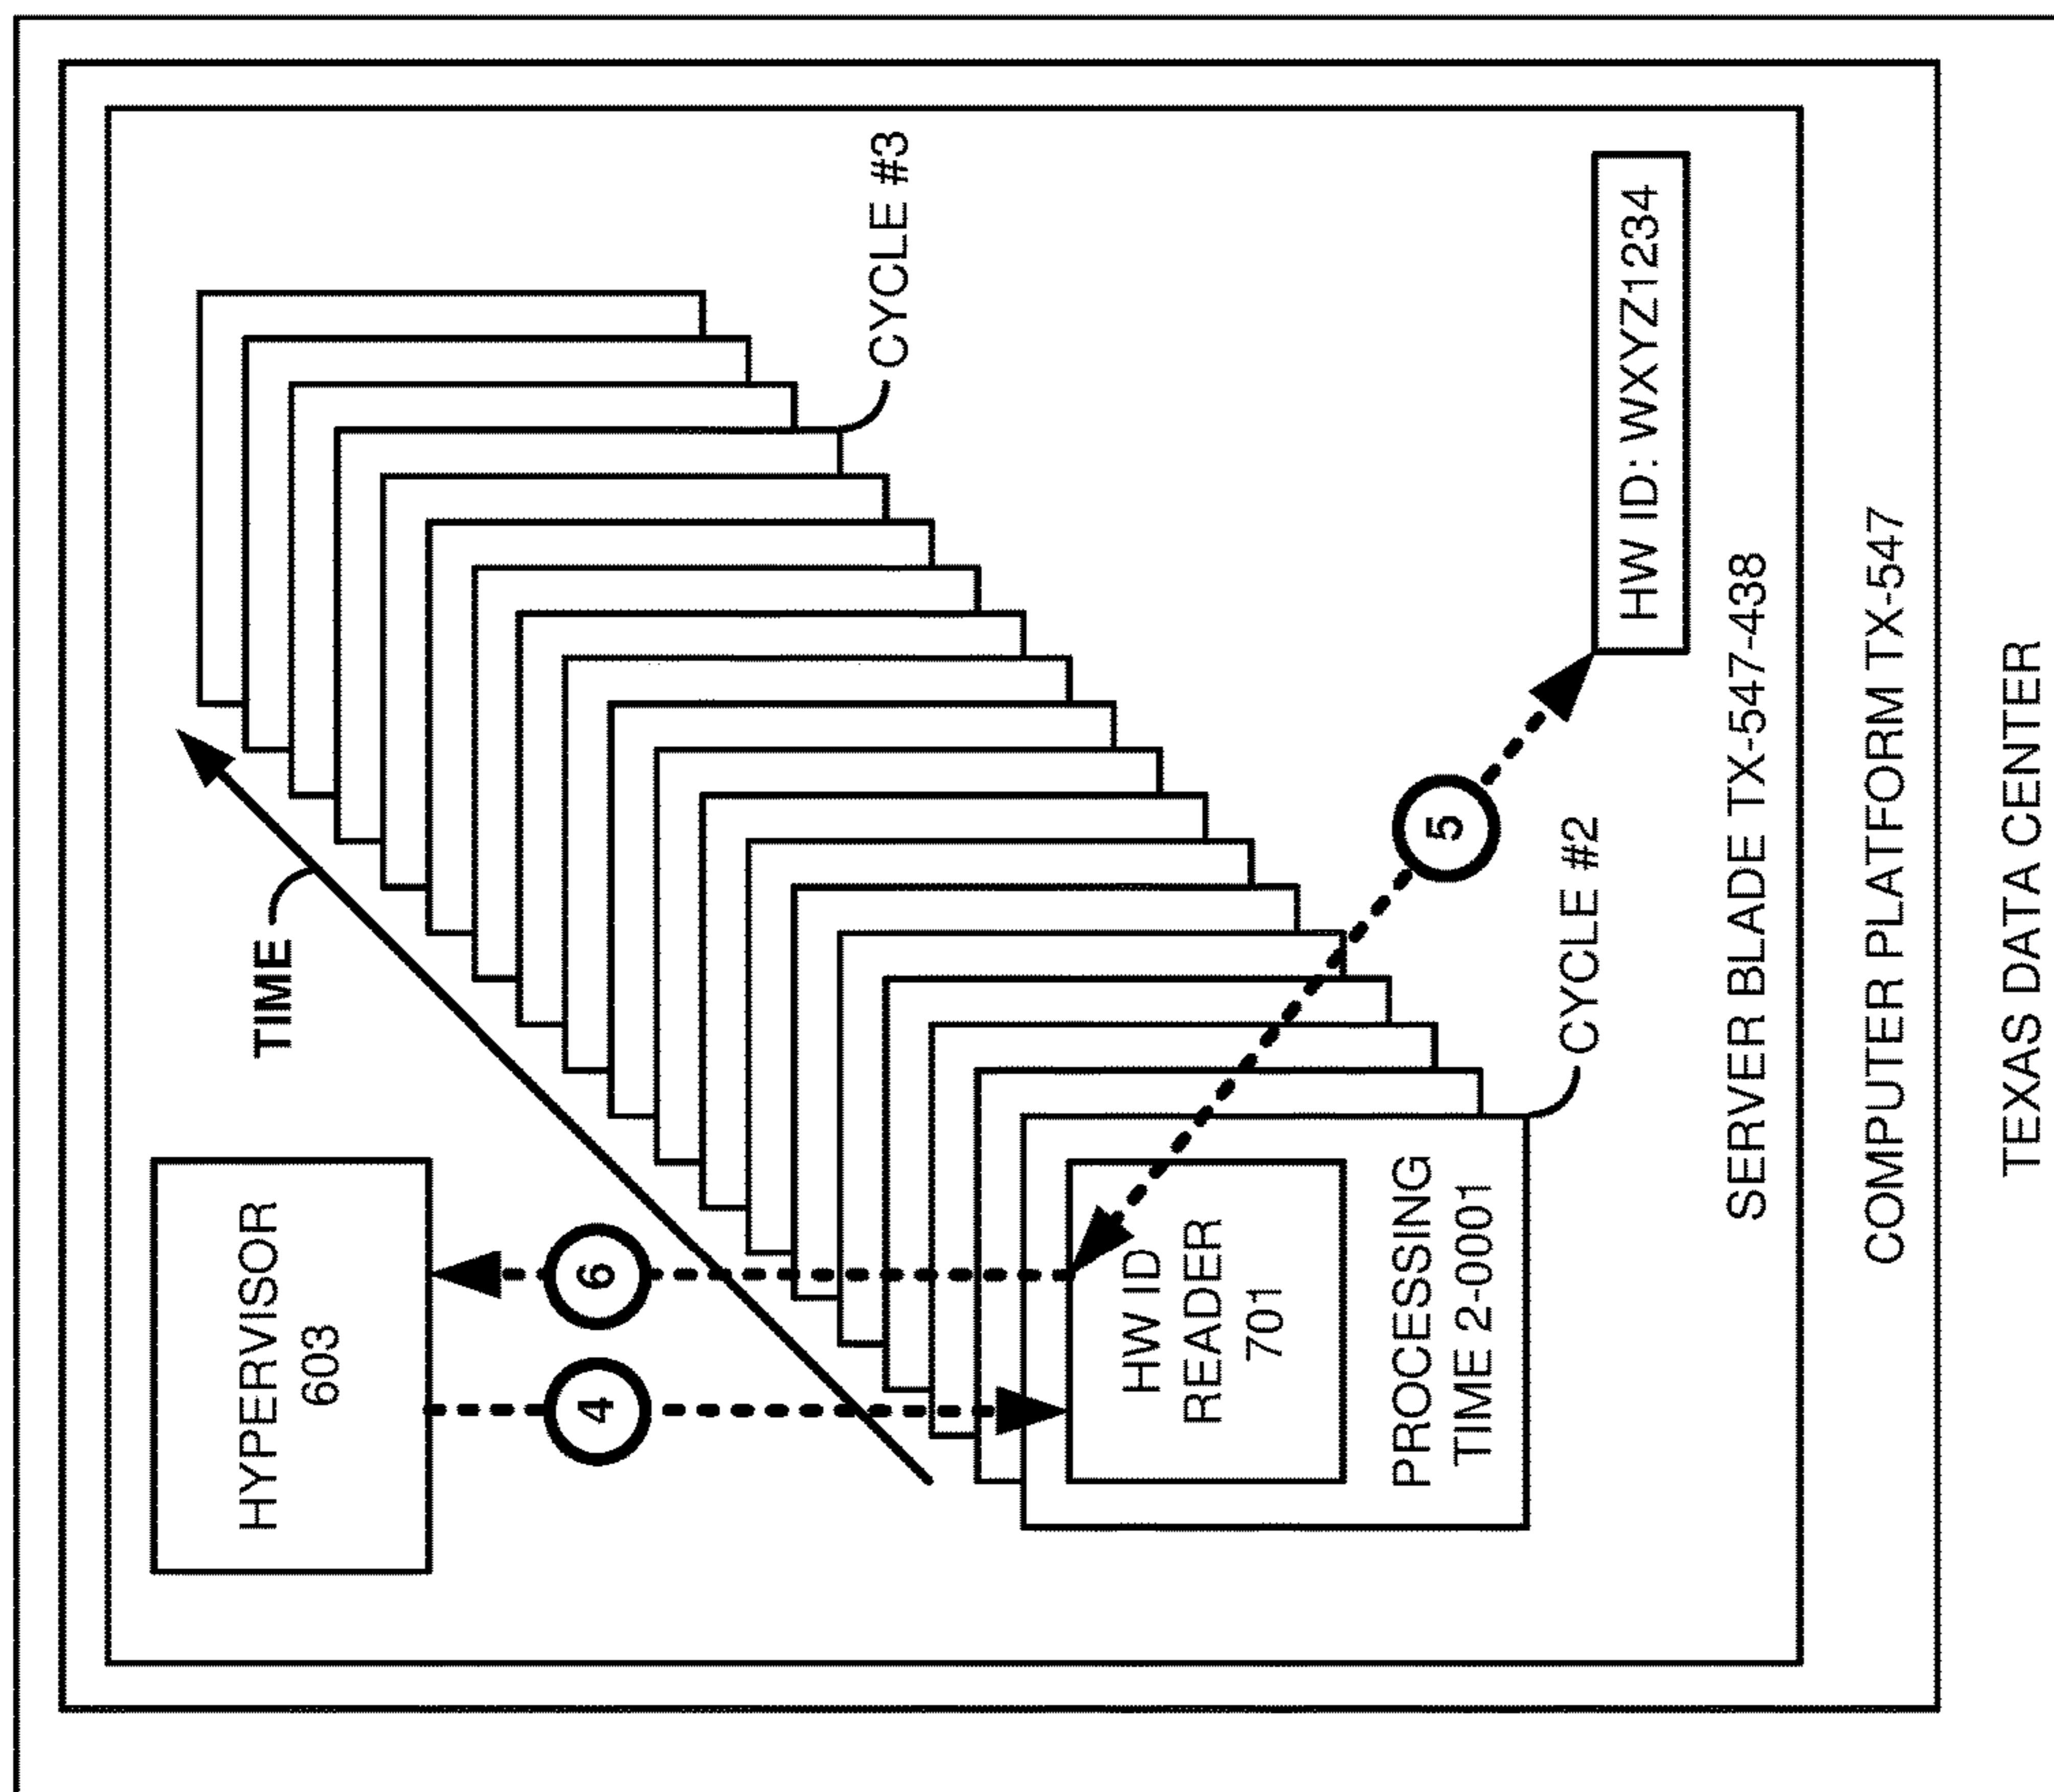 HYPERVISOR
603
TIME
6
4
CYCLE #3
HW ID
READER
701
PROCESSING
TIME 2-0001
5
CYCLE #2
HW ID: WXYZ1234
SERVER BLADE TX-547-438
COMPUTER PLATFORM TX-547
TEXAS DATA CENTER